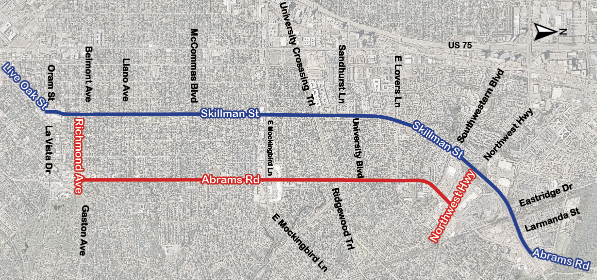 Live Oak St
Oram St
Belmont Ave
Llano Ave
McCommas Blvd
University Crossing Trl
Sandhurst Ln
E Lovers Ln
US 75
N
Southwestern Blvd
Northwest Hwy
Skillman St
Skillman St
La Vista Dr
Richmond Ave
E Mockingbird Ln
University Blvd
Abrams Rd
Northwest Hwy
Eastridge Dr
Larmanda St
Abrams Rd
Gaston Ave
E Mockingbird Ln
Ridgewood Trl